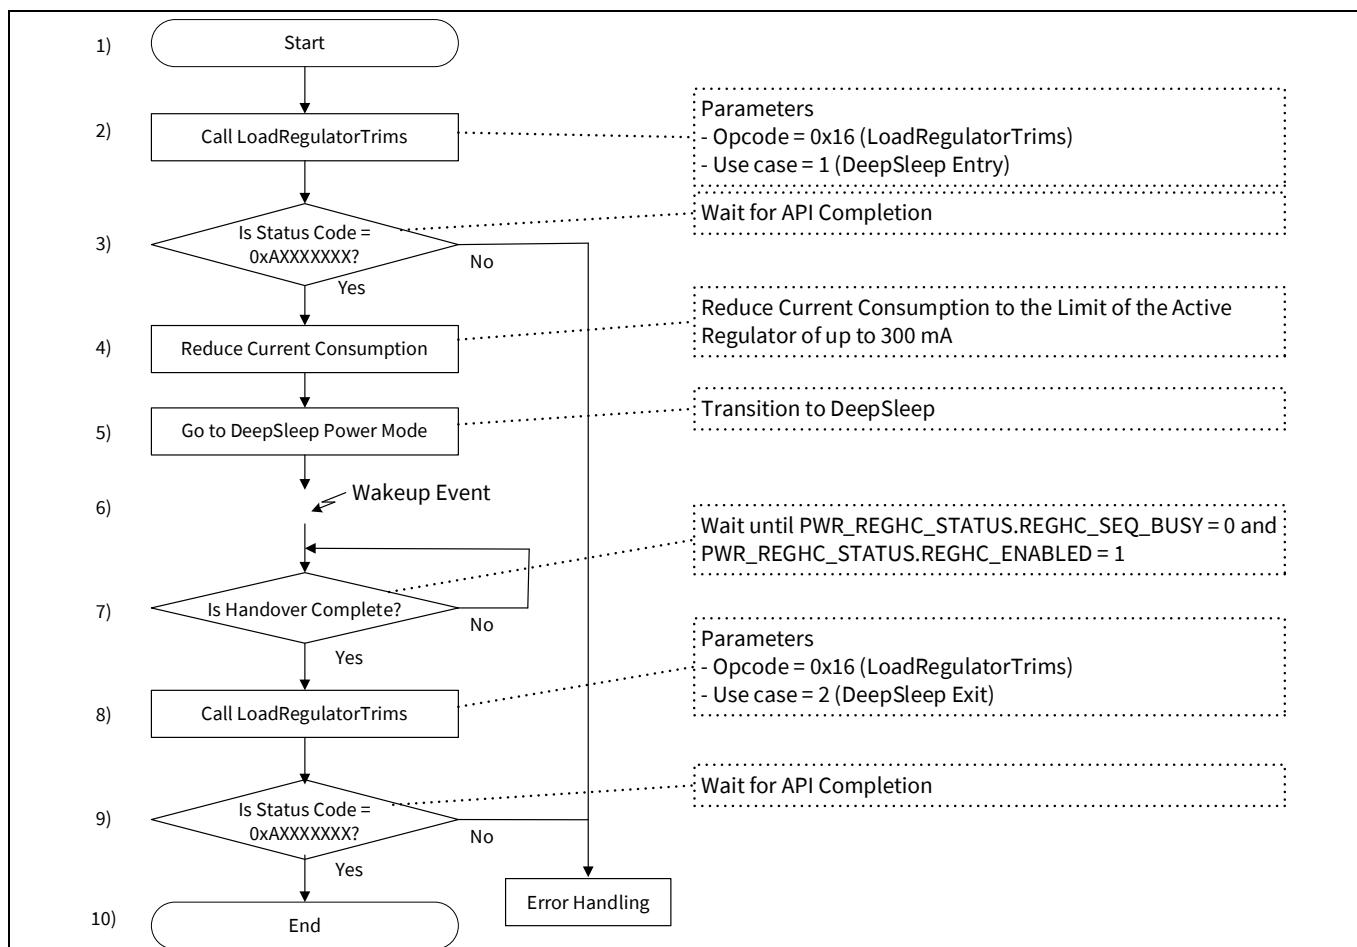 1)
Start
2)
Call LoadRegulatorTrims
Parameters
- Opcode = 0x16 (LoadRegulatorTrims)
- Use case = 1 (DeepSleep Entry)
Wait for API Completion
3)
Is Status Code =
0xAXXXXXXX?
No
Yes
Reduce Current Consumption to the Limit of the Active
Regulator of up to 300 mA
4)
Reduce Current Consumption
Transition to DeepSleep
5)
Go to DeepSleep Power Mode
6)
Wakeup Event
Wait until PWR_REGHC_STATUS.REGHC_SEQ_BUSY = 0 and
PWR_REGHC_STATUS.REGHC_ENABLED = 1
7)
Is Handover Complete?
No
Yes
Parameters
- Opcode = 0x16 (LoadRegulatorTrims)
- Use case = 2 (DeepSleep Exit)
8)
Call LoadRegulatorTrims
Wait for API Completion
9)
Is Status Code =
0xAXXXXXXX?
No
Yes
Error Handling
10)
End